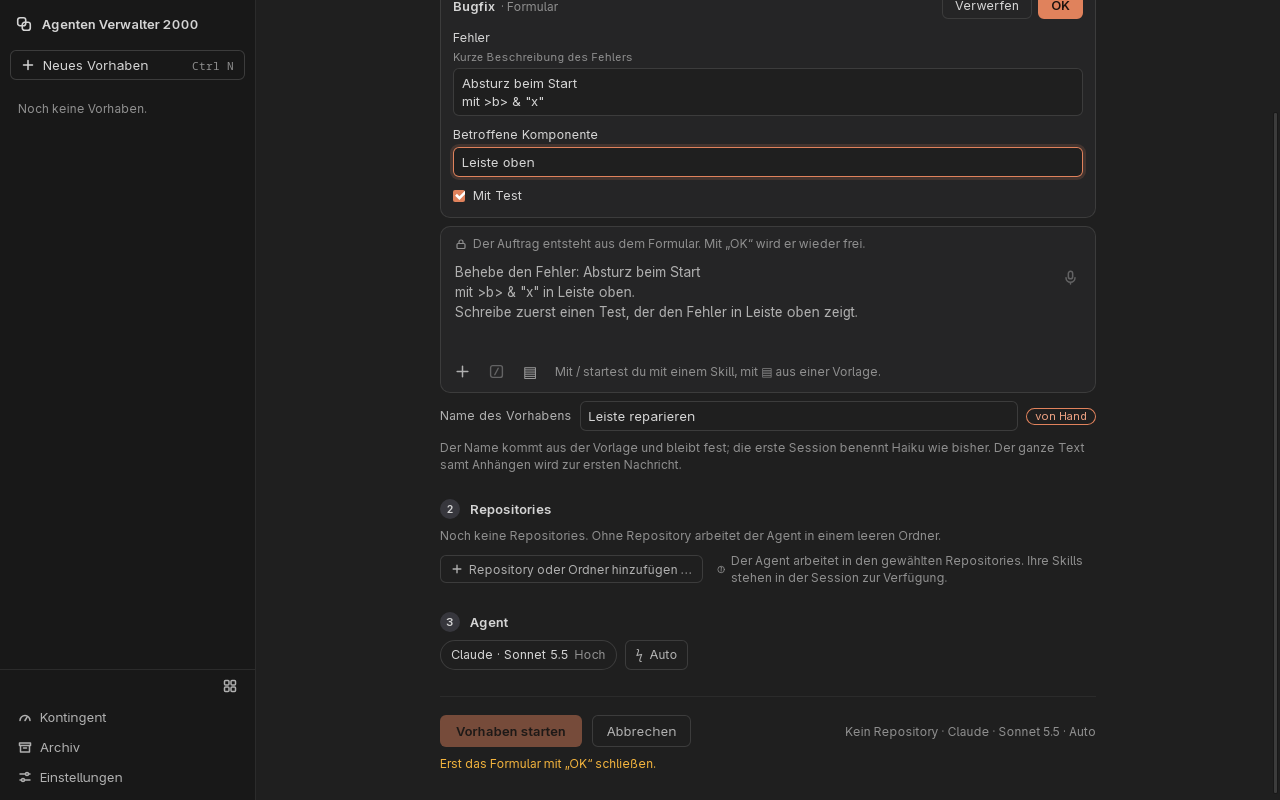 Agenten Verwalter 2000
Neues Vorhaben Ctrl N
Noch keine Vorhaben.
Kontingent
Archiv
Einstellungen
Bugfix · Formular Verwerfen OK
Fehler
Kurze Beschreibung des Fehlers
Absturz beim Start
mit >b> & "x"
Betroffene Komponente
Leiste oben
Mit Test
Der Auftrag entsteht aus dem Formular. Mit „OK“ wird er wieder frei.
Behebe den Fehler: Absturz beim Start
mit >b> & "x" in Leiste oben.
Schreibe zuerst einen Test, der den Fehler in Leiste oben zeigt.
Mit / startest du mit einem Skill, mit ▤ aus einer Vorlage.
Name des Vorhabens Leiste reparieren von Hand
Der Name kommt aus der Vorlage und bleibt fest; die erste Session benennt Haiku wie bisher. Der ganze Text
samt Anhängen wird zur ersten Nachricht.
2 Repositories
Noch keine Repositories. Ohne Repository arbeitet der Agent in einem leeren Ordner.
Repository oder Ordner hinzufügen …
Der Agent arbeitet in den gewählten Repositories. Ihre Skills
stehen in der Session zur Verfügung.
3 Agent
Claude · Sonnet 5.5 Hoch Auto
Vorhaben starten Abbrechen Kein Repository · Claude · Sonnet 5.5 · Auto
Erst das Formular mit „OK“ schließen.